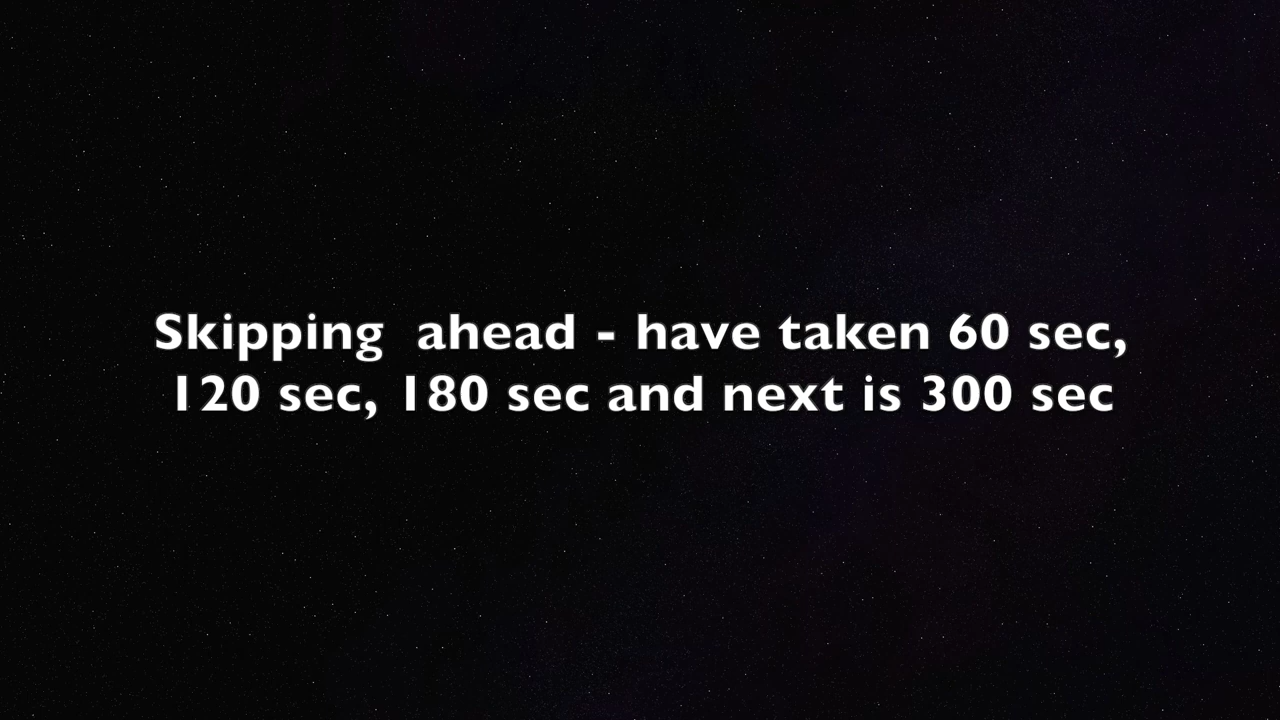 Skipping  ahead - have taken 60 sec,
120 sec, 180 sec and next is 300 sec